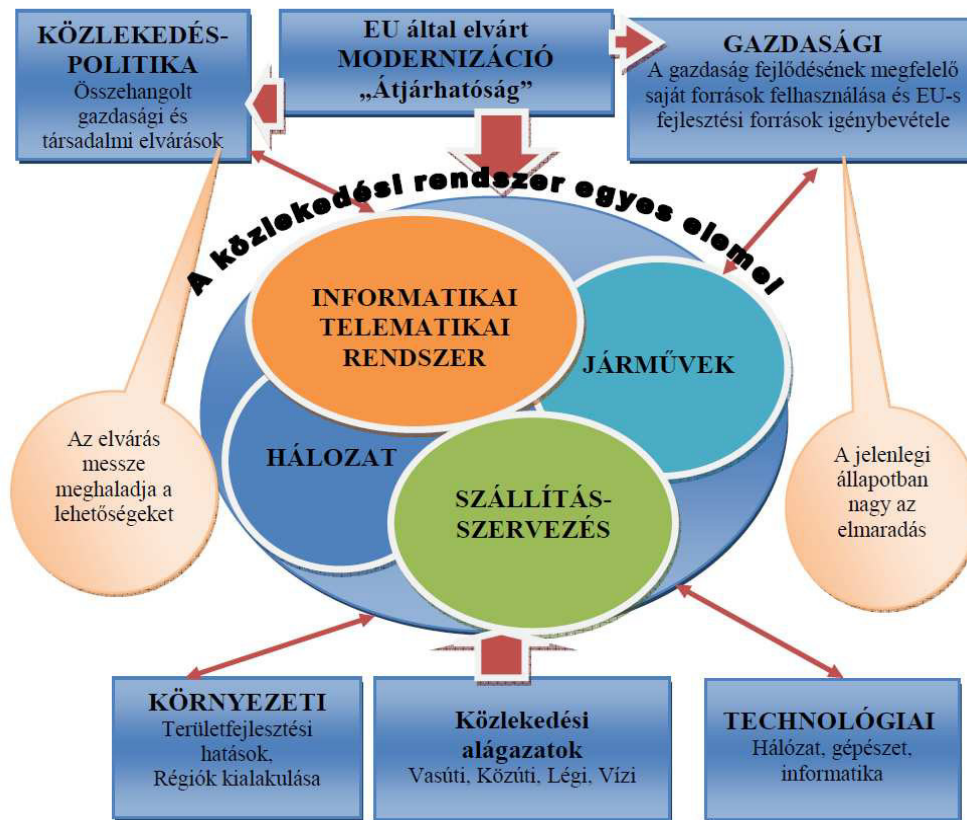 KÖZLEKEDÉS-
POLITIKA
Összehangolt
gazdasági és
társadalmi elvárások
EU által elvárt
MODERNIZÁCIÓ
„Átjárhatóság”
GAZDASÁGI
A gazdaság fejlődésének megfelelő
saját források felhasználása és EU-s
fejlesztési források igénybevétele
A közlekedési rendszer egyes elemeI
INFORMATIKAI
TELEMATIKAI
RENDSZER
JÁRMŰVEK
HÁLOZAT
SZÁLLÍTÁS-
SZERVEZÉS
Az elvárás
messze
meghaladja a
lehetőségeket
A jelenlegi
állapotban
nagy az
elmaradás
KÖRNYEZETI
Területfejlesztési
hatások,
Régiók kialakulása
Közlekedési
alágazatok
Vasúti, Közúti, Légi, Vízi
TECHNOLÓGIAI
Hálózat, gépészet,
informatika